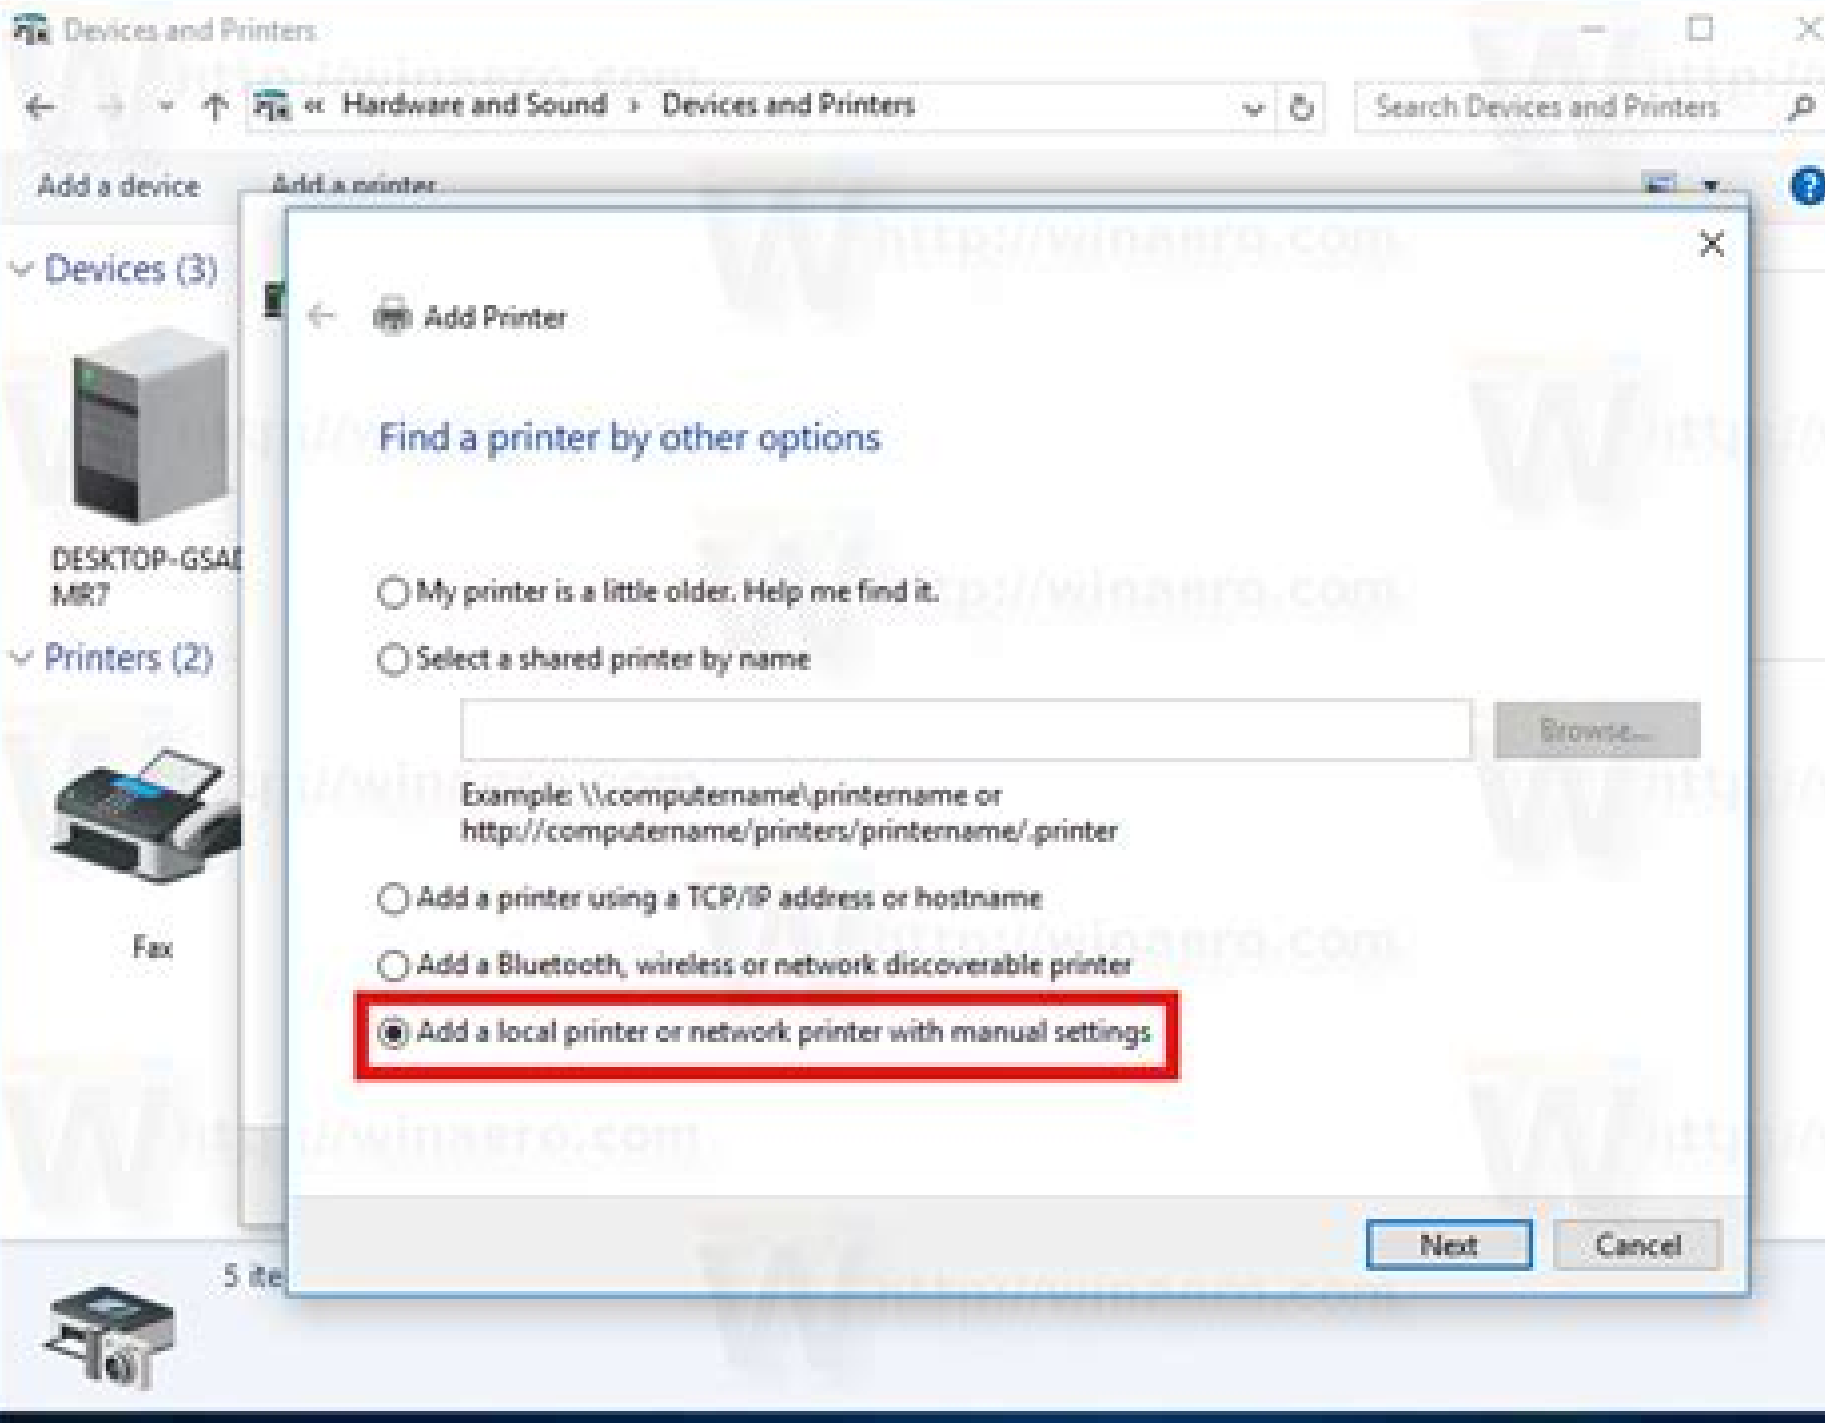 Devices and Printers
« Hardware and Sound › Devices and Printers
Search Devices and Printers
Add a device
Add a printer
Devices (3)
DESKTOP-GSAD
MR7
Printers (2)
Fax
5 ite
Add Printer
Find a printer by other options
My printer is a little older. Help me find it.
Select a shared printer by name
Browse...
Example: \\computername\printername or
http://computername/printers/printername/.printer
Add a printer using a TCP/IP address or hostname
Add a Bluetooth, wireless or network discoverable printer
Add a local printer or network printer with manual settings
Next
Cancel
http://winaero.com